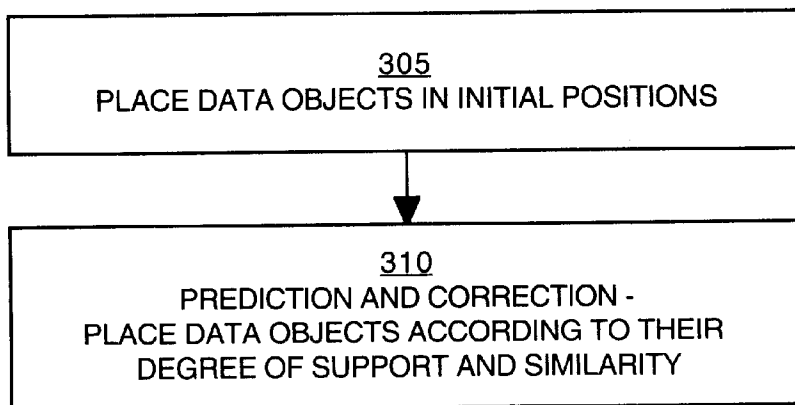 305
PLACE DATA OBJECTS IN INITIAL POSITIONS
310
PREDICTION AND CORRECTION -
PLACE DATA OBJECTS ACCORDING TO THEIR
DEGREE OF SUPPORT AND SIMILARITY